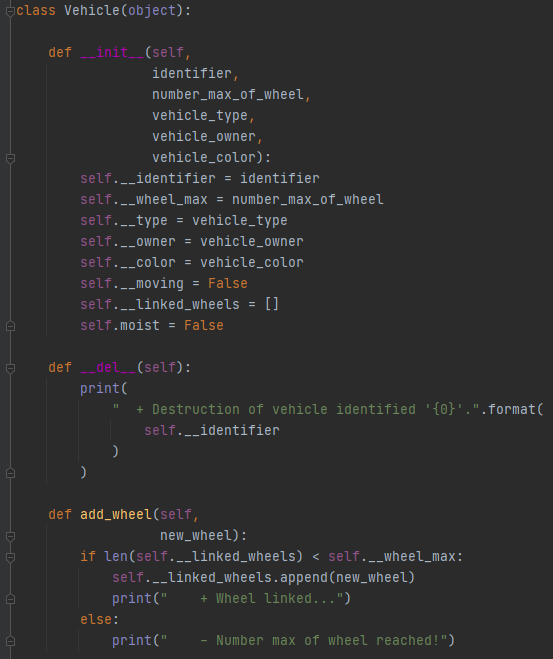 class Vehicle(object):
    def __init__(self,
                 identifier,
                 number_max_of_wheel,
                 vehicle_type,
                 vehicle_owner,
                 vehicle_color):
        self.__identifier = identifier
        self.__wheel_max = number_max_of_wheel
        self.__type = vehicle_type
        self.__owner = vehicle_owner
        self.__color = vehicle_color
        self.__moving = False
        self.__linked_wheels = []
        self.moist = False
    def __del__(self):
        print(
            "  + Destruction of vehicle identified '{0}'.".format(
                self.__identifier
            )
        )
    def add_wheel(self,
                  new_wheel):
        if len(self.__linked_wheels) < self.__wheel_max:
            self.__linked_wheels.append(new_wheel)
            print("    + Wheel linked...")
        else:
            print("    - Number max of wheel reached!")